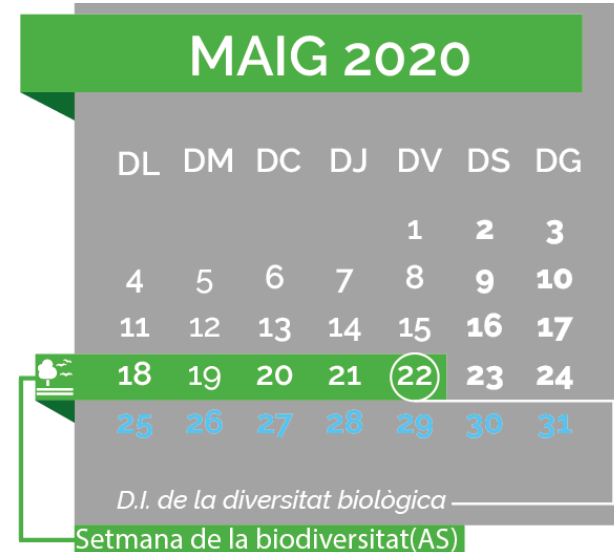 MAIG 2020
DL DM DC DJ DV DS DG
1 2 3
4 5 6 7 8 9 10
11 12 13 14 15 16 17
18 19 20 21 22 23 24
25 26 27 28 29 30 31
D.I. de la diversitat biològica
Setmana de la biodiversitat(AS)